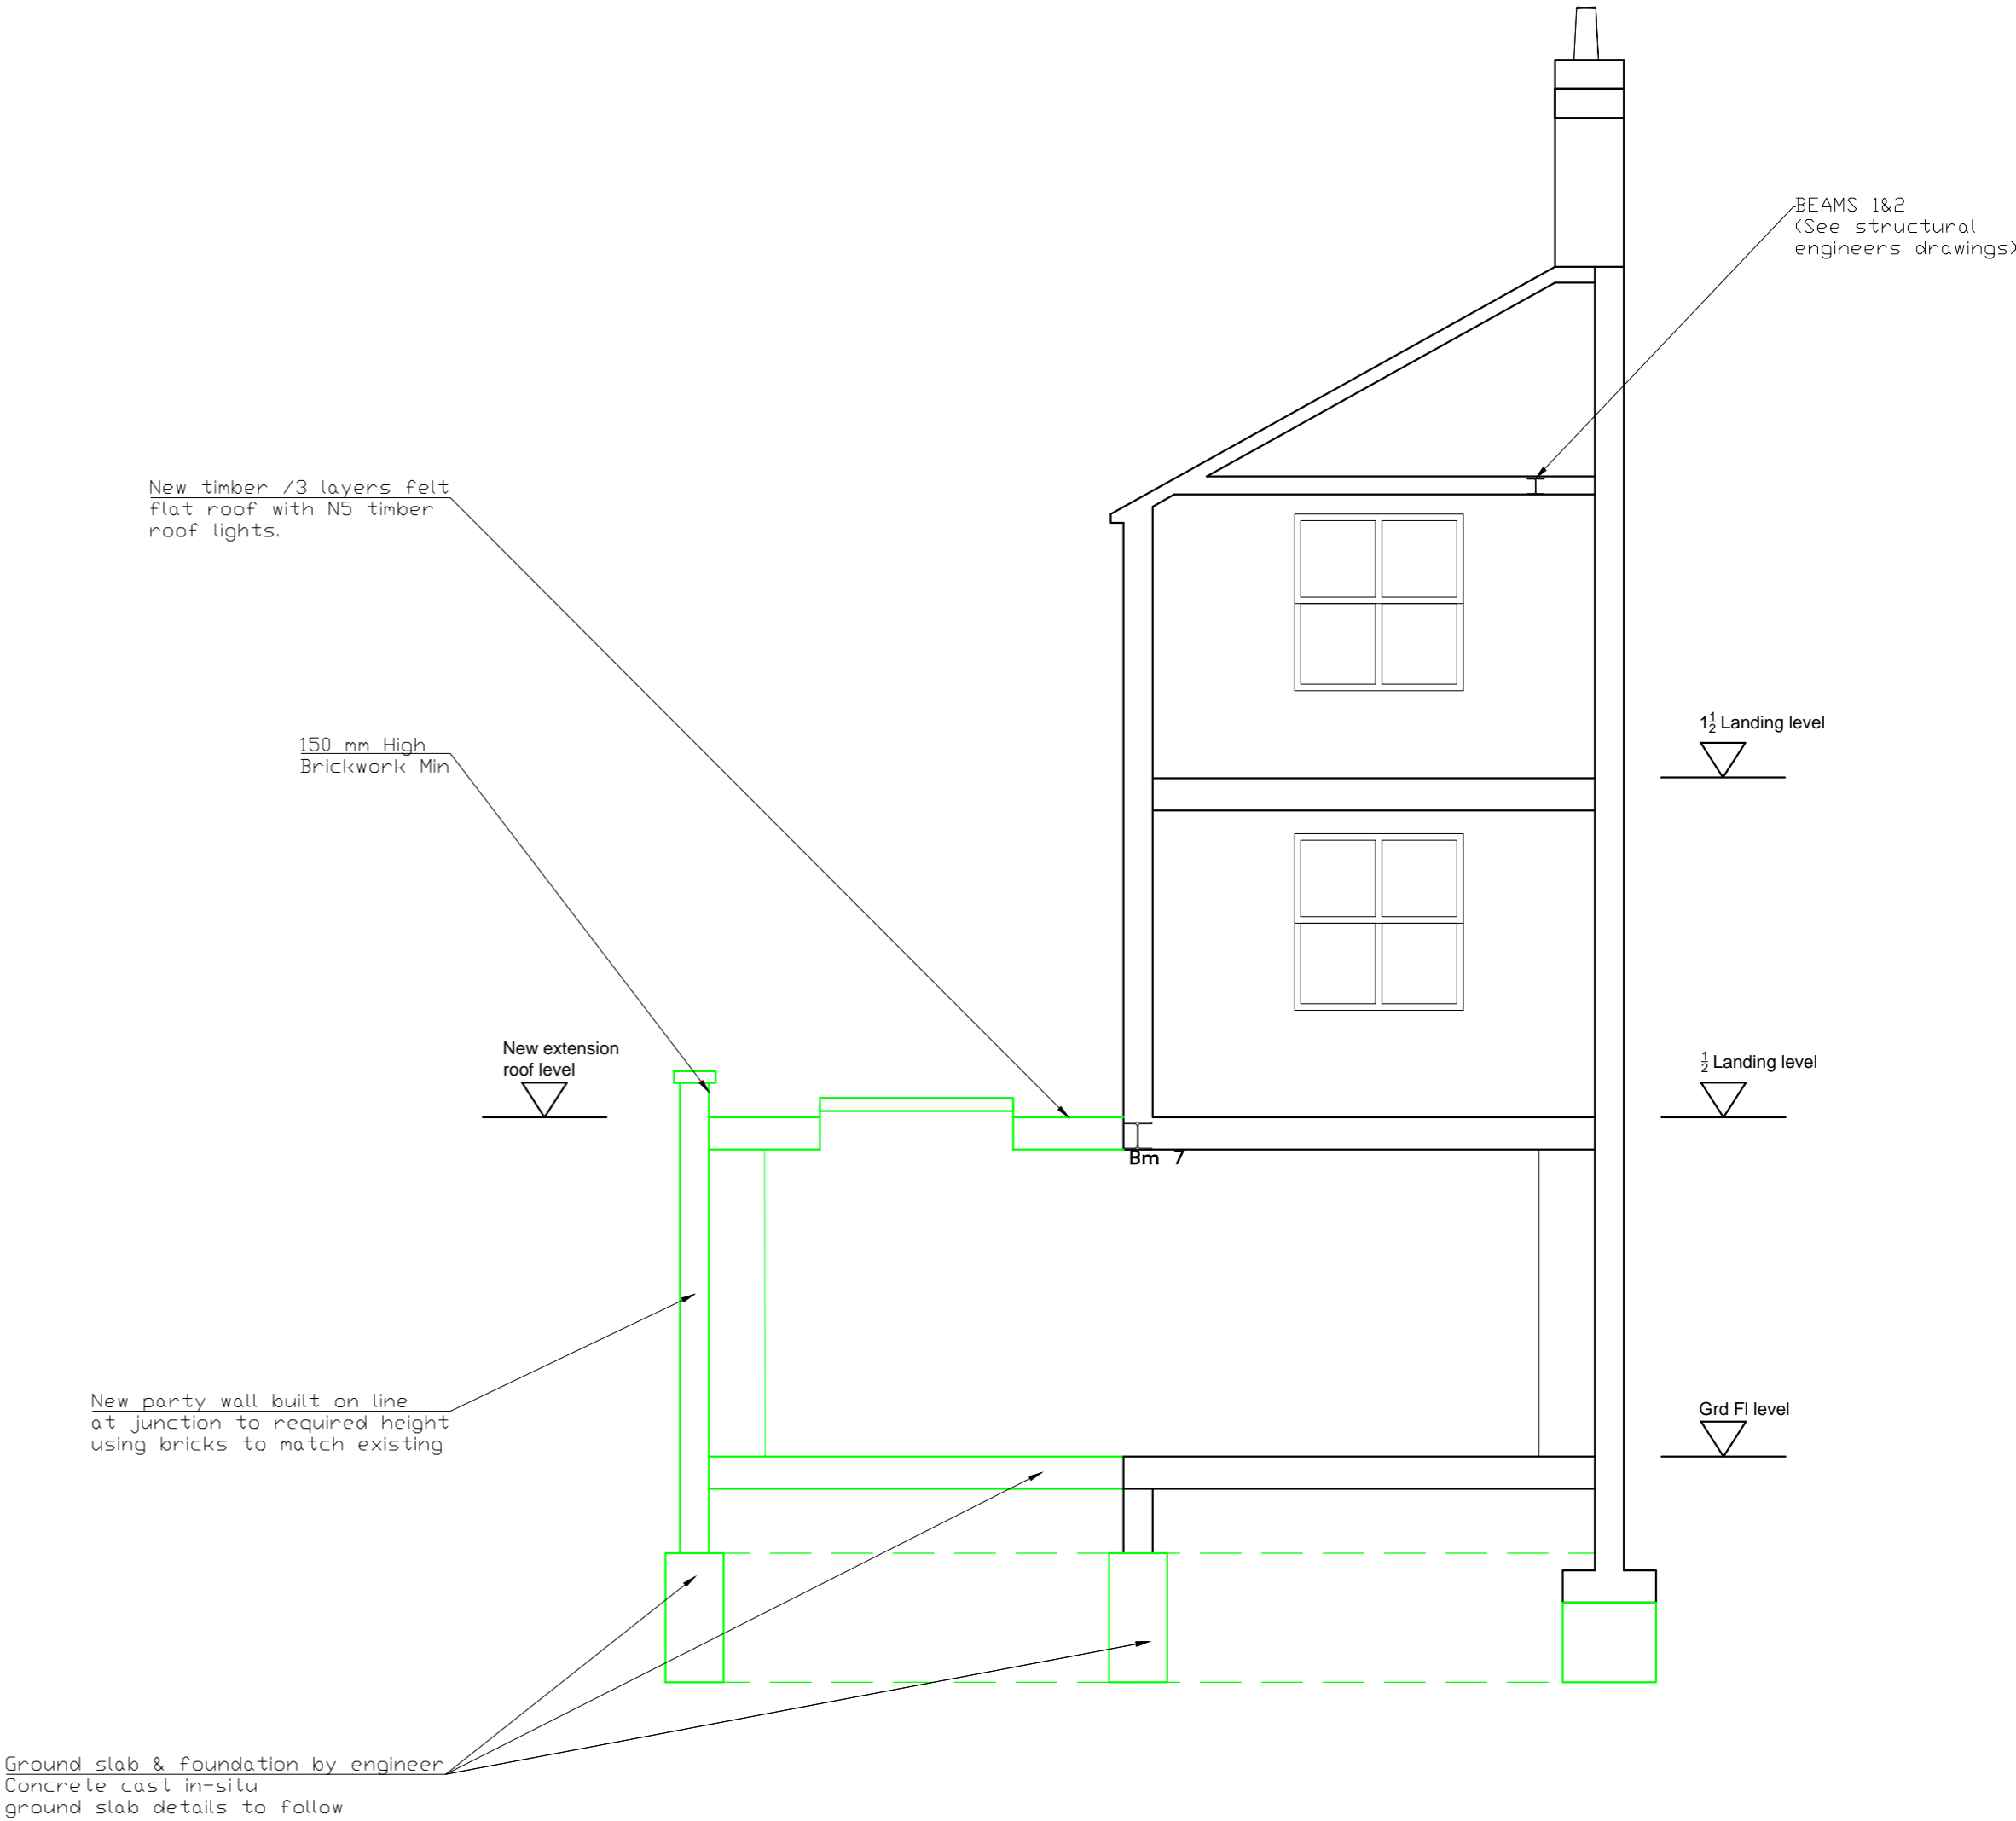 BEAMS 1&2
(See structural
engineers drawings)
New timber /3 layers felt
flat roof with N5 timber
roof lights.
1½ Landing level
150 mm High
Brickwork Min
New extension
roof level
½ Landing level
Bm 7
New party wall built on line
at junction to required height
using bricks to match existing
Grd Fl level
Ground slab & foundation by engineer
Concrete cast in-situ
ground slab details to follow